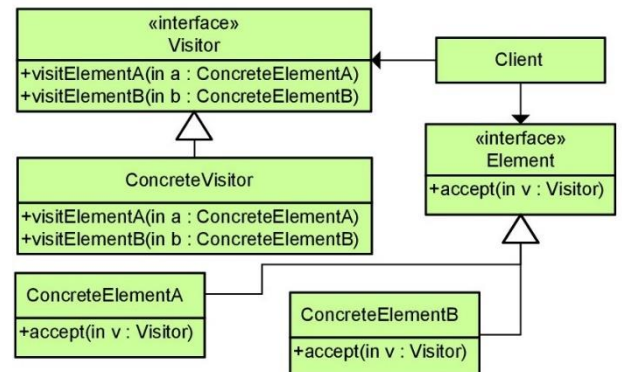 «interface»
Visitor
+visitElementA(in a : ConcreteElementA)
+visitElementB(in b : ConcreteElementB)
Client
«interface»
Element
+accept(in v : Visitor)
ConcreteVisitor
+visitElementA(in a : ConcreteElementA)
+visitElementB(in b : ConcreteElementB)
ConcreteElementA
+accept(in v : Visitor)
ConcreteElementB
+accept(in v : Visitor)